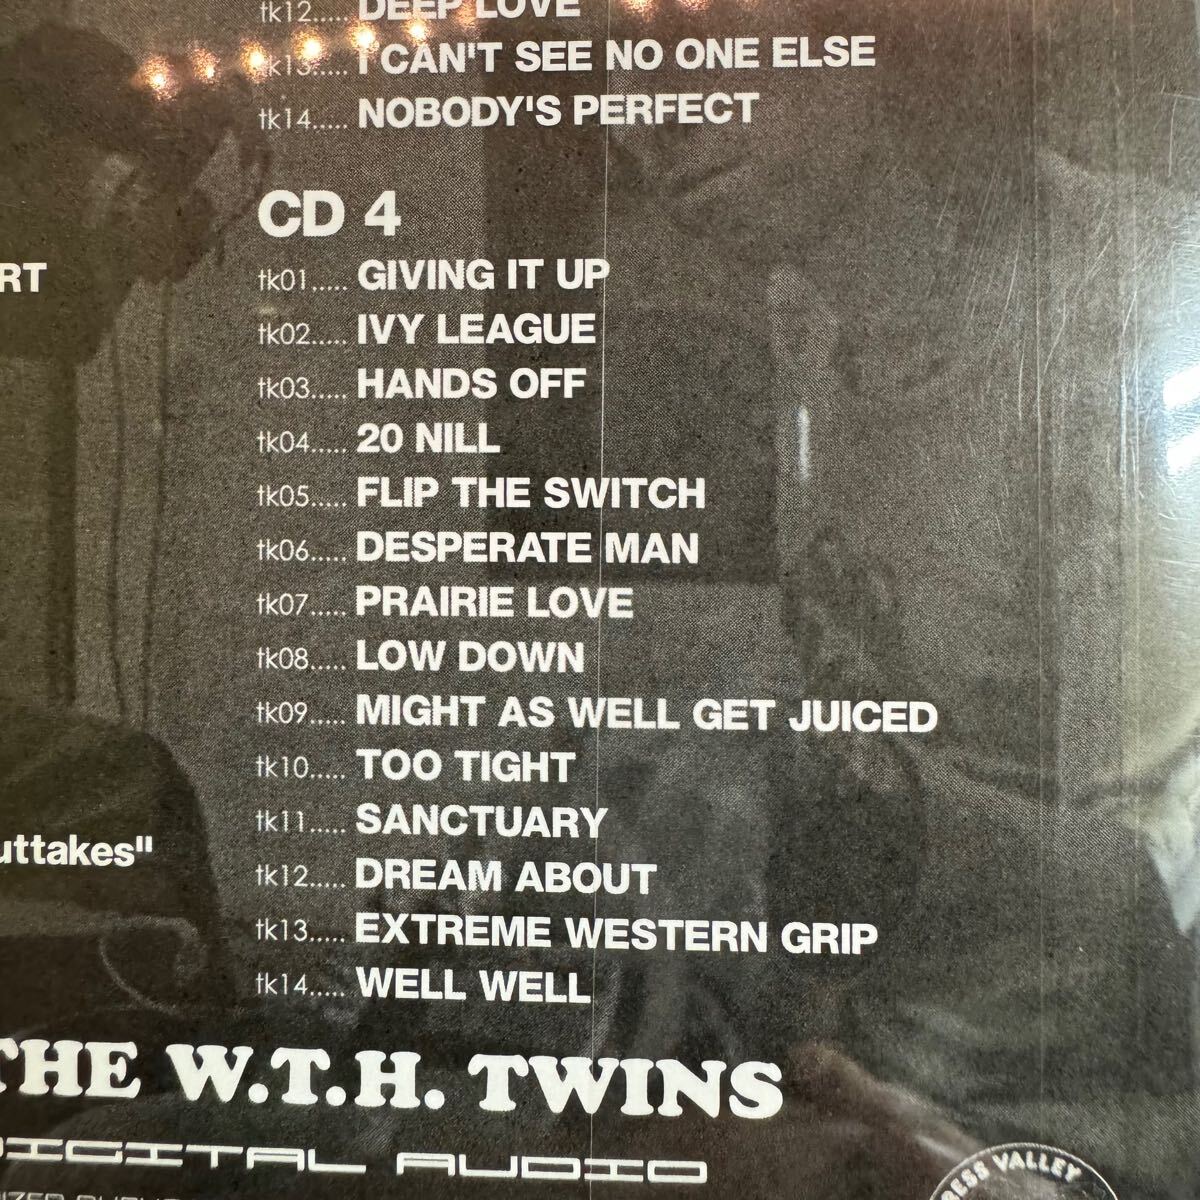 tk12..... DEEP LOVE
tk13..... I CAN'T SEE NO ONE ELSE
tk14..... NOBODY'S PERFECT
CD 4
RT
tk01..... GIVING IT UP
tk02..... IVY LEAGUE
tk03..... HANDS OFF
tk04..... 20 NILL
tk05..... FLIP THE SWITCH
tk06..... DESPERATE MAN
tk07..... PRAIRIE LOVE
tk08..... LOW DOWN
tk09..... MIGHT AS WELL GET JUICED
tk10..... TOO TIGHT
tk11..... SANCTUARY
uttakes"
tk12..... DREAM ABOUT
tk13..... EXTREME WESTERN GRIP
tk14..... WELL WELL
THE W.T.H. TWINS
DIGITAL AUDIO
RESS VALLEY